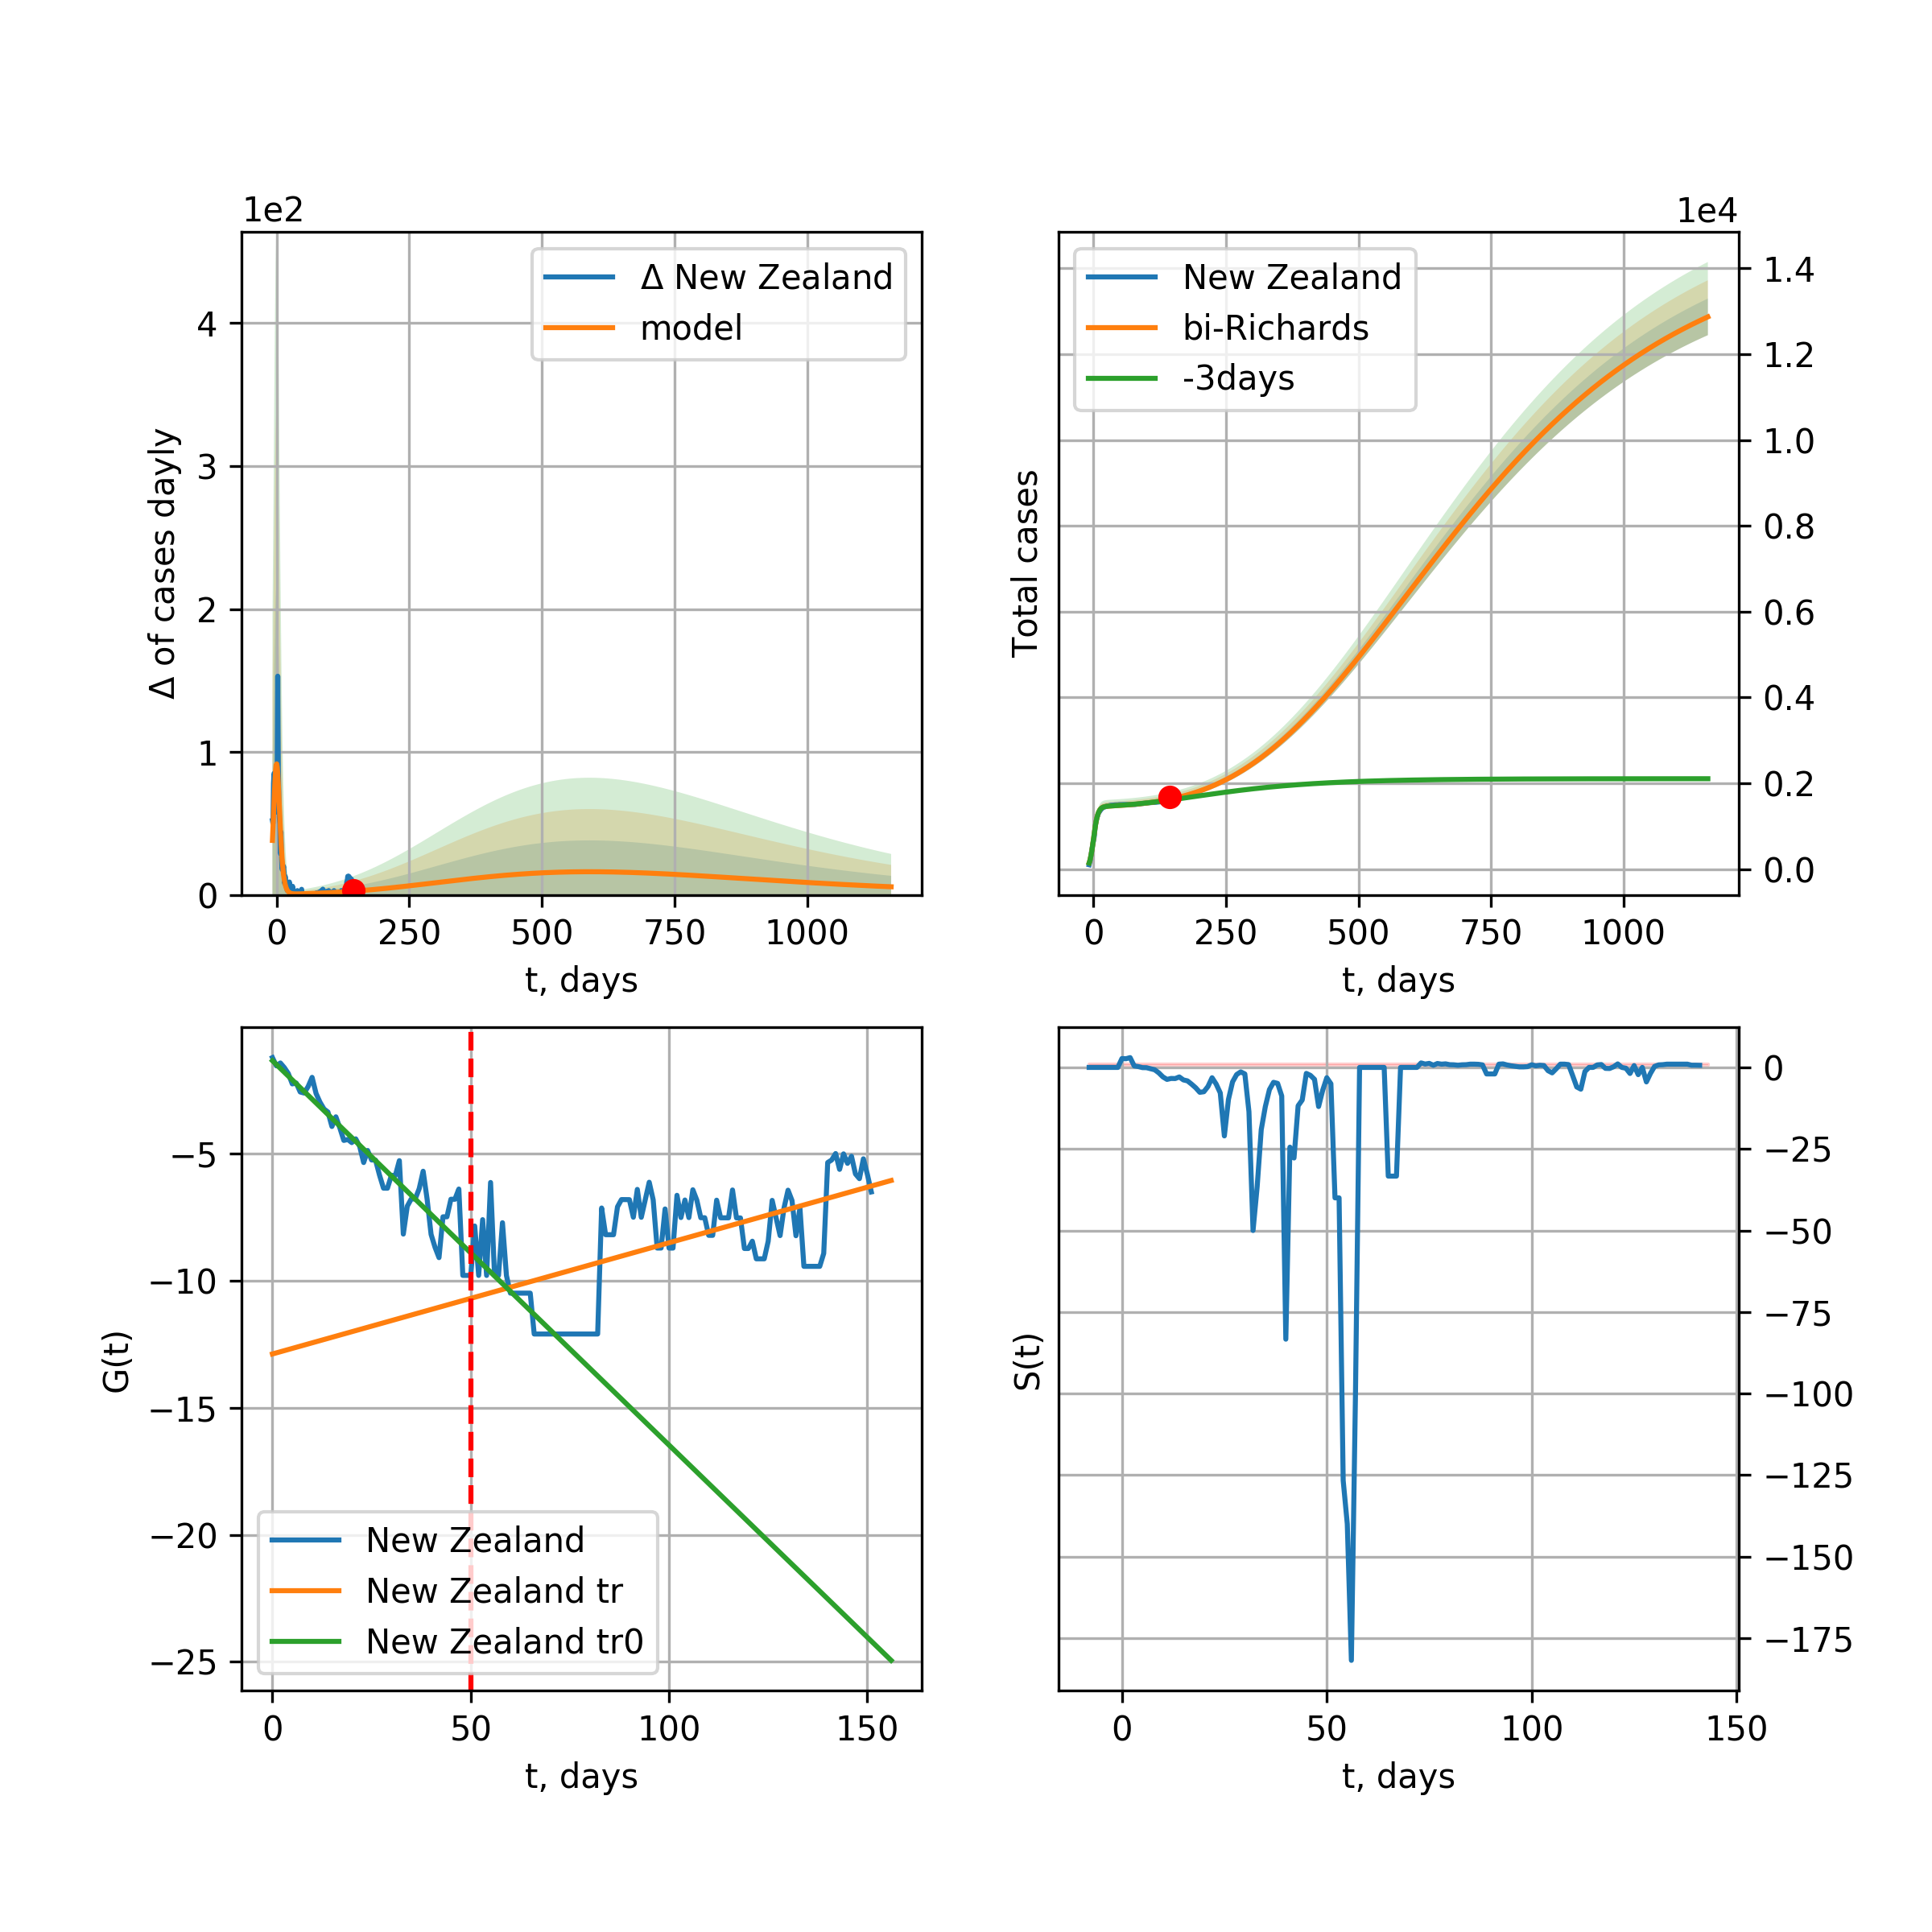 1e2
Δ New Zealand
model
4
3
2
1
0
Δ of cases dayly
0 250 500 750 1000
t, days
1e4
New Zealand
bi-Richards
-3days
1.4
1.2
1.0
0.8
0.6
0.4
0.2
0.0
Total cases
0 250 500 750 1000
t, days
−5
−10
−15
−20
−25
G(t)
New Zealand
New Zealand tr
New Zealand tr0
0 50 100 150
t, days
0
−25
−50
−75
−100
−125
−150
−175
S(t)
0 50 100 150
t, days